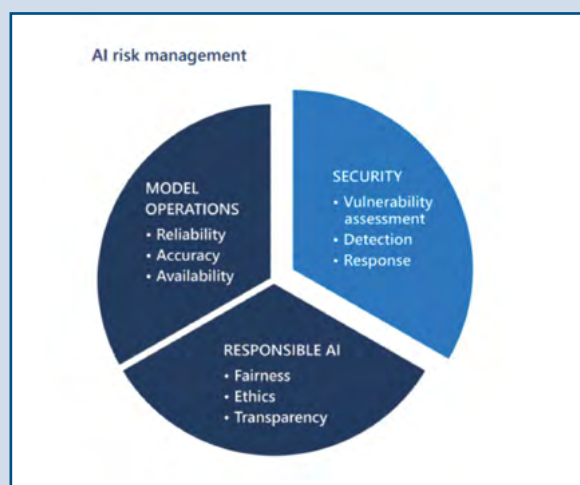 AI risk management
MODEL
OPERATIONS
• Reliability
• Accuracy
• Availability
SECURITY
• Vulnerability
assessment
• Detection
• Response
RESPONSIBLE AI
• Fairness
• Ethics
• Transparency